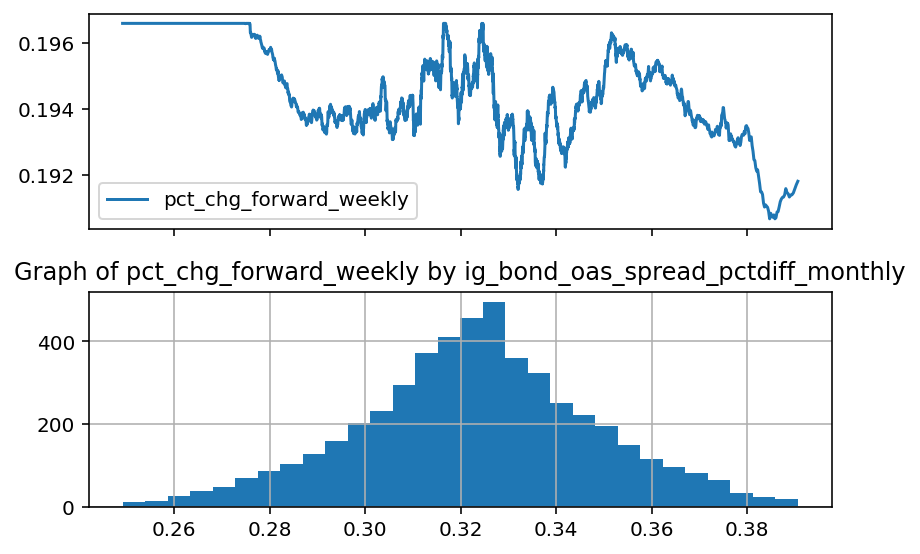 0.196
0.194
0.192
pct_chg_forward_weekly
Graph of pct_chg_forward_weekly by ig_bond_oas_spread_pctdiff_monthly
400
200
0
0.26 0.28 0.30 0.32 0.34 0.36 0.38